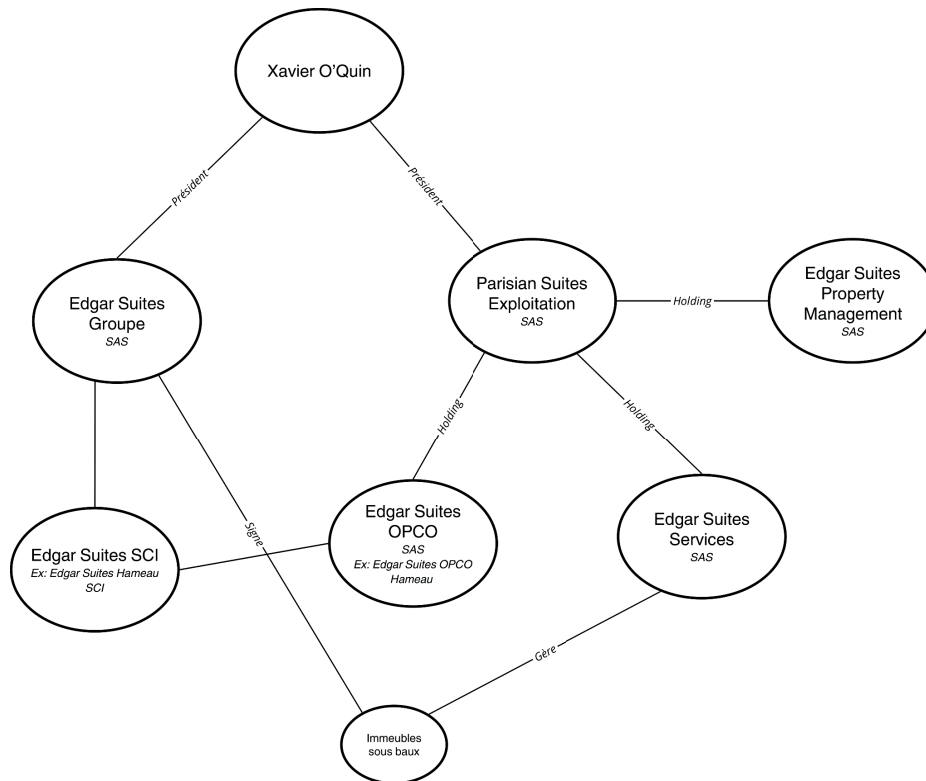 Xavier O'Quin
Président
Président
Edgar Suites
Groupe
SAS
Parisian Suites
Exploitation
SAS
Holding
Edgar Suites
Property
Management
SAS
Holding
Holding
Signe
Edgar Suites SCI
Ex: Edgar Suites Hameau
SCI
Edgar Suites
OPCO
SAS
Ex: Edgar Suites OPCO
Hameau
Edgar Suites
Services
SAS
Gère
Immeubles
sous baux